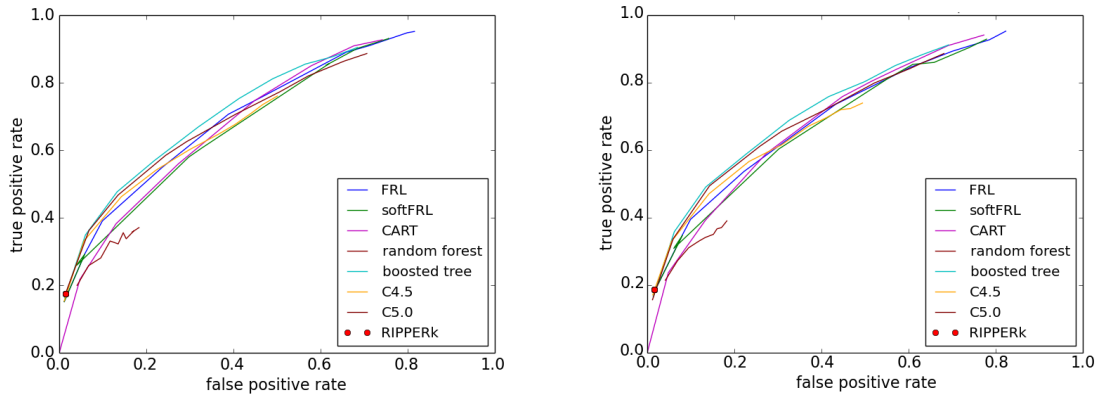 1.0
0.8
0.6
0.4
0.2
0.0
true positive rate
0.0 0.2 0.4 0.6 0.8 1.0
false positive rate
FRL
softFRL
CART
random forest
boosted tree
C4.5
C5.0
RIPPERk
1.0
0.8
0.6
0.4
0.2
0.0
true positive rate
0.0 0.2 0.4 0.6 0.8 1.0
false positive rate
FRL
softFRL
CART
random forest
boosted tree
C4.5
C5.0
RIPPERk